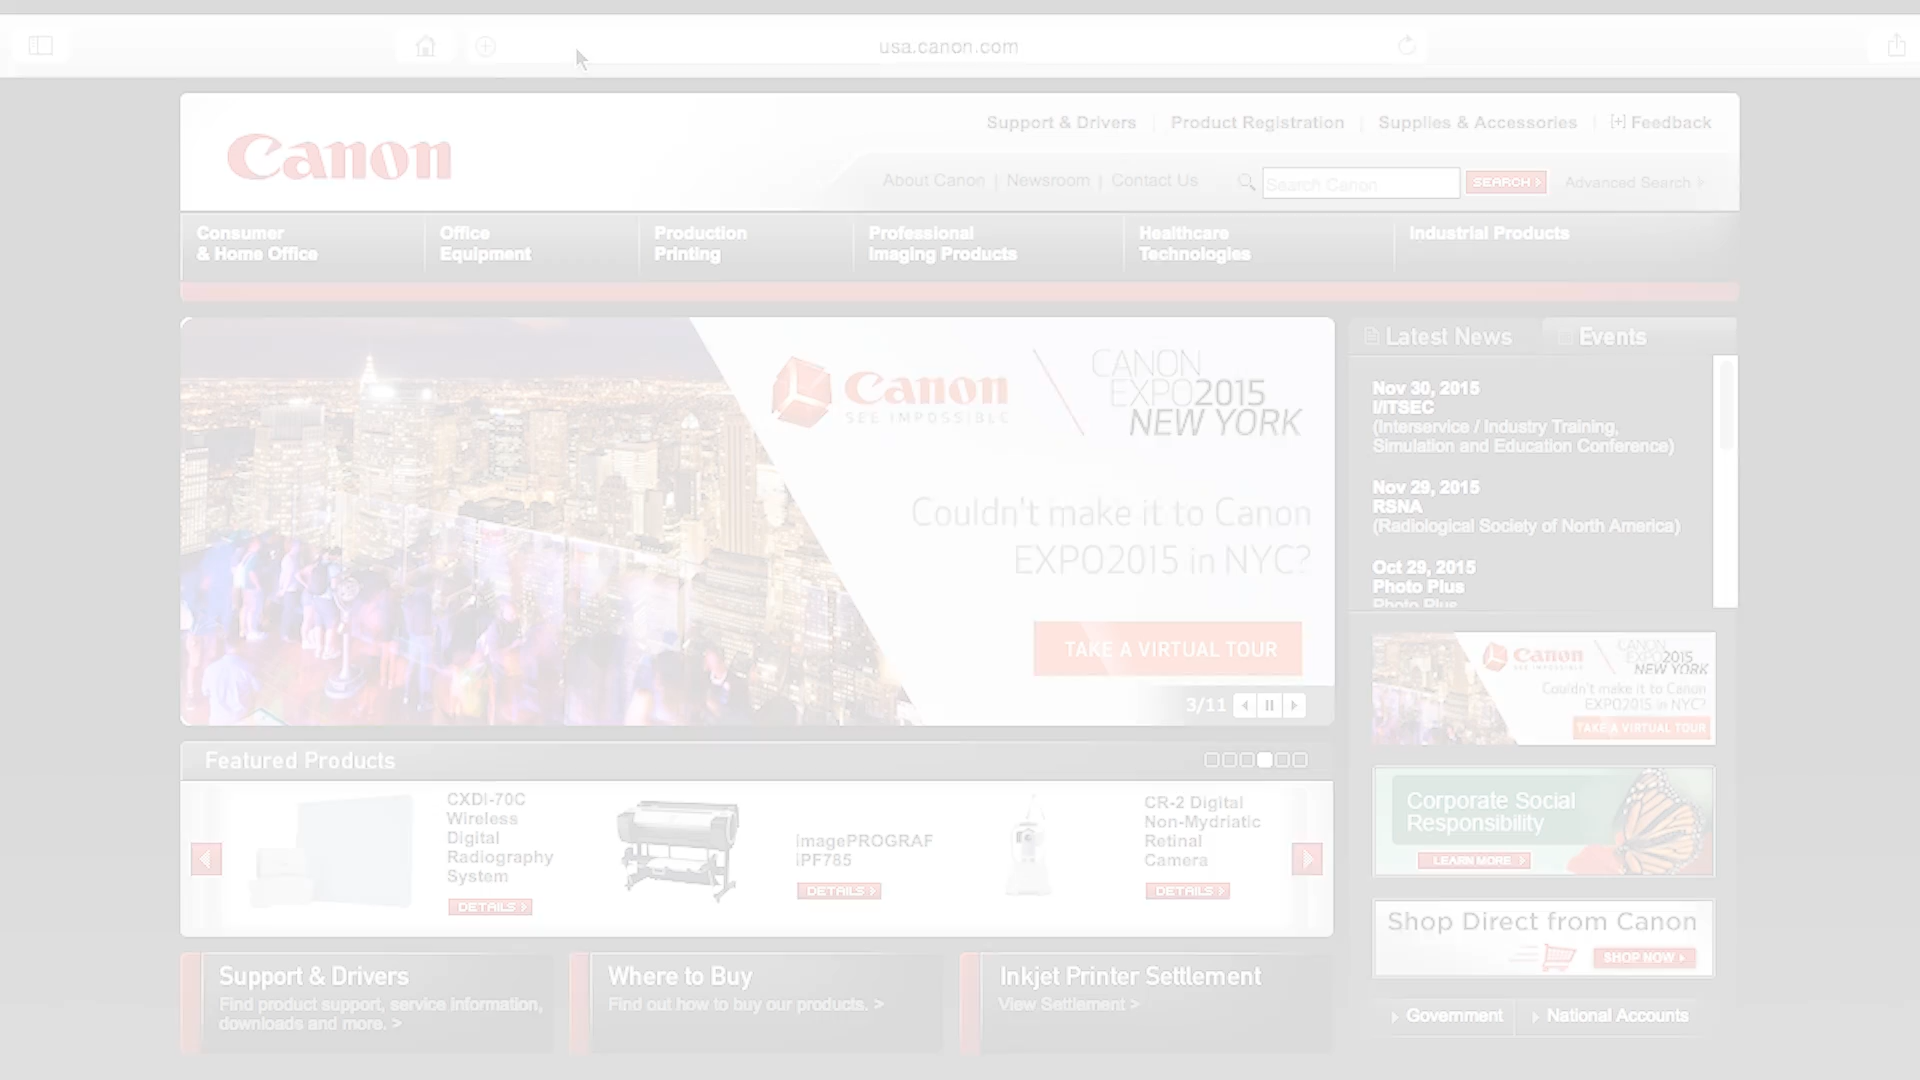 usa.canon.com
Canon
Support & Drivers
Product Registration
Supplies & Accessories
[+] Feedback
About Canon | Newsroom | Contact Us
Search Canon
SEARCH
Advanced Search
Consumer
& Home Office
Office
Equipment
Production
Printing
Professional
Imaging Products
Healthcare
Technologies
Industrial Products
Canon
SEE IMPOSSIBLE
CANON
EXPO2015
NEW YORK
Couldn't make it to Canon
EXPO2015 in NYC?
TAKE A VIRTUAL TOUR
3/11
Latest News
Events
Nov 30, 2015
I/ITSEC
(Interservice / Industry Training,
Simulation and Education Conference)
Nov 29, 2015
RSNA
(Radiological Society of North America)
Oct 29, 2015
Photo Plus
Photo Plus
Canon
SEE IMPOSSIBLE
CANON
EXPO2015
NEW YORK
Couldn't make it to Canon
EXPO2015 in NYC?
TAKE A VIRTUAL TOUR
Featured Products
CXDI-70C
Wireless
Digital
Radiography
System
DETAILS
imagePROGRAF
iPF785
DETAILS
CR-2 Digital
Non-Mydriatic
Retinal
Camera
DETAILS
Corporate Social
Responsibility
LEARN MORE
Shop Direct from Canon
SHOP NOW
Support & Drivers
Find product support, service information,
downloads and more. >
Where to Buy
Find out how to buy our products. >
Inkjet Printer Settlement
View Settlement >
Government
National Accounts